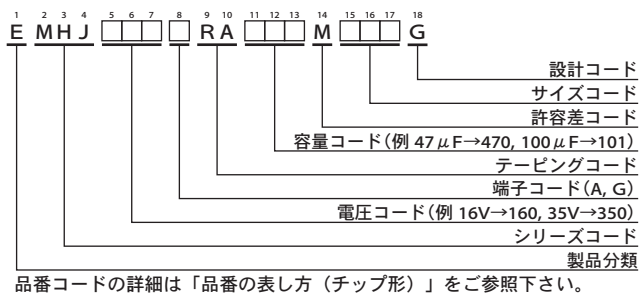 1 2 3 4 5 6 7 8 9 10 11 12 13 14 15 16 17 18
E MHJ □□□ □ RA □□□ M □□□ G
設計コード
サイズコード
許容差コード
容量コード(例 47μF→470, 100μF→101)
テーピングコード
端子コード(A, G)
電圧コード(例 16V→160, 35V→350)
シリーズコード
製品分類
品番コードの詳細は「品番の表し方(チップ形)」をご参照下さい。